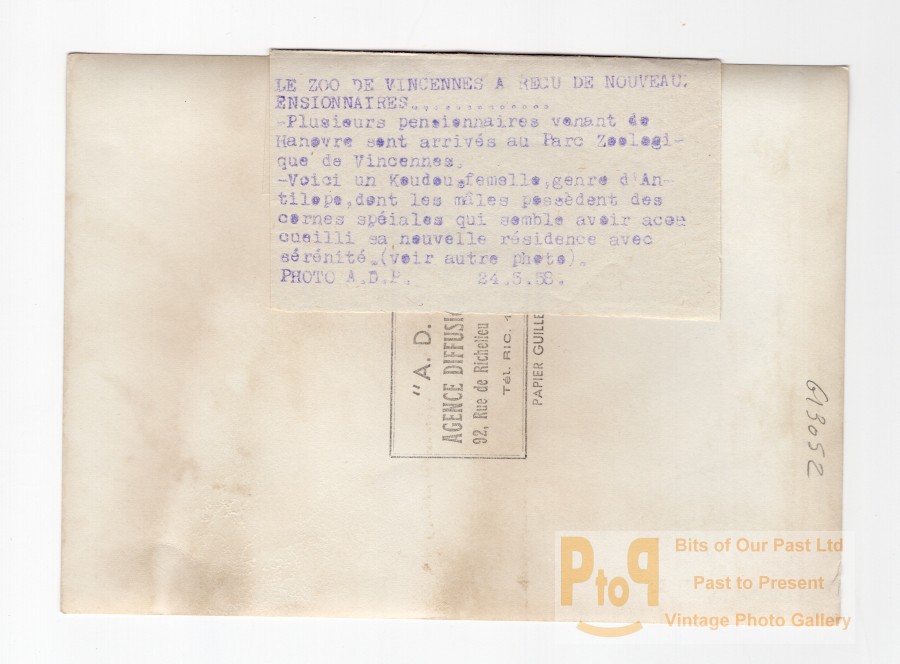 LE ZOO DE VINCENNES A RECU DE NOUVEAU.
ENSIONNAIRES..............
-Plusieurs pensionnaires venant de
Hanovre sont arrivés au Parc Zoologi-
que de Vincennes.
-Voici un Koudou femelle,genre d'An-
tilope,dont les mâles possèdent des
cornes spéiales qui semble avoir
cueilli sa nouvelle résidence avec
sérénité.(voir autre photo).
PHOTO A.D.P. 24.5.58.
"A. D.
AGENCE DIFFUSI
92, Rue de Richelieu
Tél. RIC. 1
PAPIER GUILLE
G13052
PtoP
Bits of Our Past Ltd
Past to Present
Vintage Photo Gallery